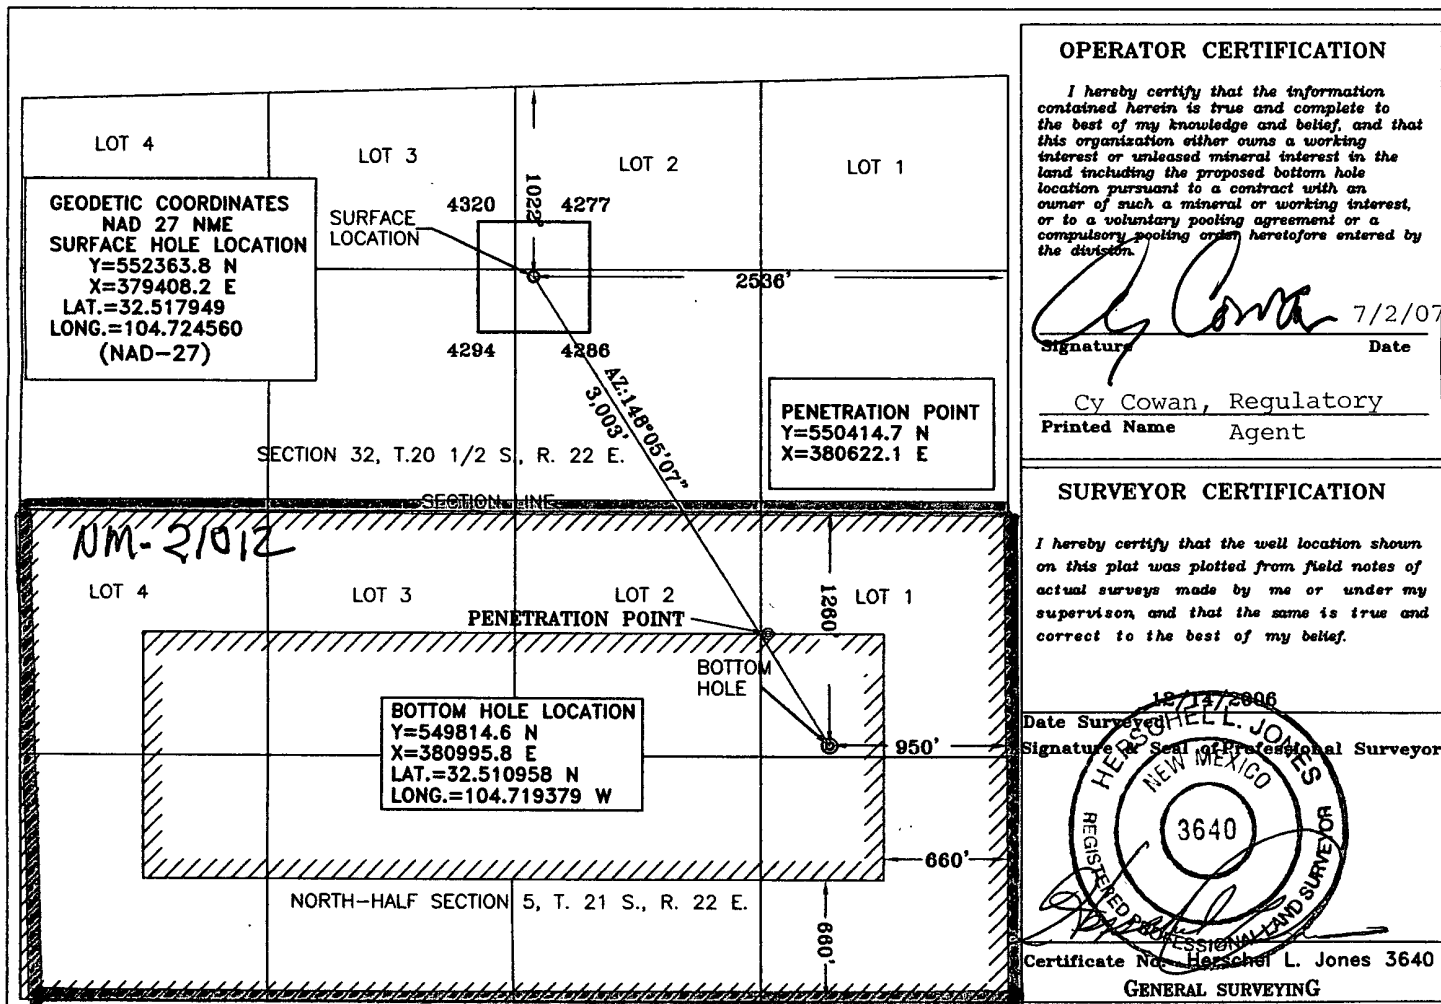 LOT 4
LOT 3
LOT 2
LOT 1
GEODETIC COORDINATES
NAD 27 NME
SURFACE HOLE LOCATION
Y=552363.8 N
X=379408.2 E
LAT.=32.517949
LONG.=104.724560
(NAD-27)
SURFACE
LOCATION
4320
4277
1022'
2536'
4294
4286
AZ:148°05'07"
3,003'
PENETRATION POINT
Y=550414.7 N
X=380622.1 E
SECTION 32, T.20 1/2 S., R. 22 E.
SECTION LINE
NM-21012
LOT 4
LOT 3
LOT 2
LOT 1
1260'
PENETRATION POINT
BOTTOM
HOLE
BOTTOM HOLE LOCATION
Y=549814.6 N
X=380995.8 E
LAT.=32.510958 N
LONG.=104.719379 W
950'
660'
NORTH-HALF SECTION 5, T. 21 S., R. 22 E.
660'
OPERATOR CERTIFICATION
I hereby certify that the information
contained herein is true and complete to
the best of my knowledge and belief, and that
this organization either owns a working
interest or unleased mineral interest in the
land including the proposed bottom hole
location pursuant to a contract with an
owner of such a mineral or working interest,
or to a voluntary pooling agreement or a
compulsory pooling order heretofore entered by
the division.
Cy Cowan 7/2/07
Signature Date
Cy Cowan, Regulatory
Printed Name Agent
SURVEYOR CERTIFICATION
I hereby certify that the well location shown
on this plat was plotted from field notes of
actual surveys made by me or under my
supervison, and that the same is true and
correct to the best of my belief.
12/14/2006
Date Surveyed
Signature & Seal of Professional Surveyor
HERSCHEL L. JONES
NEW MEXICO
3640
REGISTERED PROFESSIONAL LAND SURVEYOR
Certificate No. Herschel L. Jones 3640
GENERAL SURVEYING